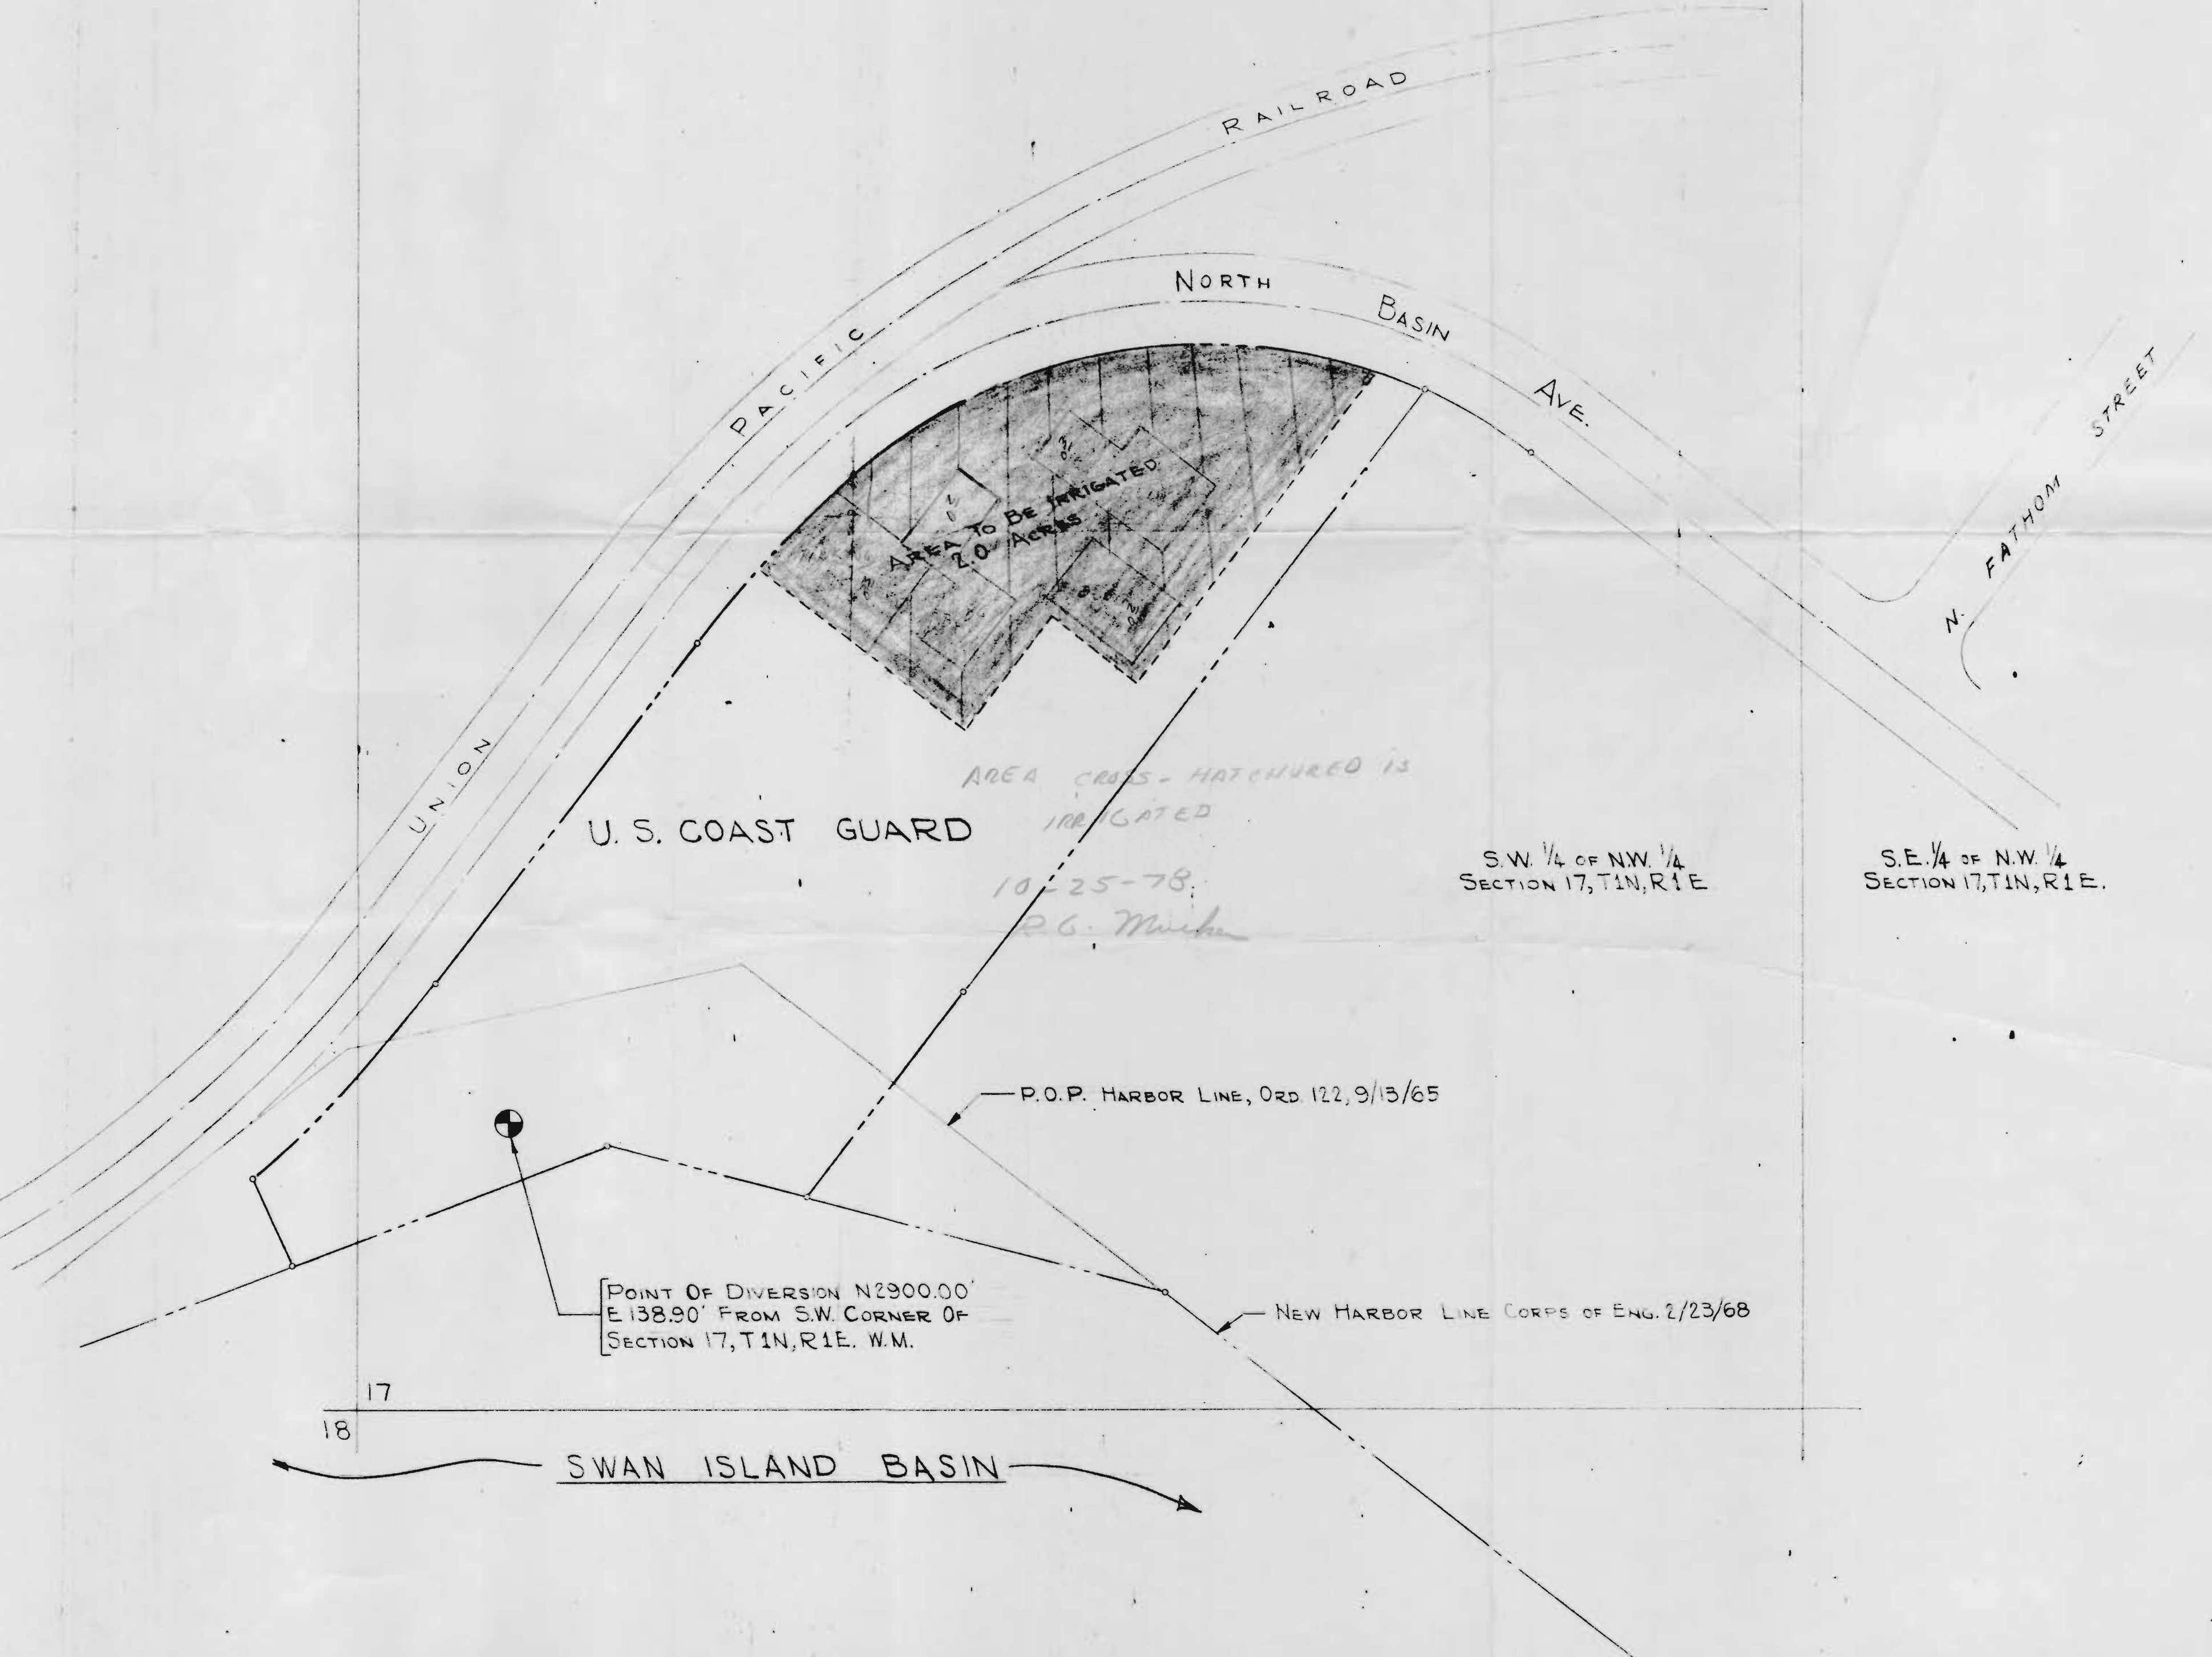 RAILROAD
PACIFIC
UNION
NORTH
BASIN
AVE.
N. FATHOM STREET
AREA TO BE IRRIGATED
2.0 ACRES
AREA CROSS-HATCHURED IS
IRRIGATED
U. S. COAST GUARD
10-25-78
R.G.
S.W. 1/4 OF N.W. 1/4
SECTION 17, T1N, R1E
S.E. 1/4 OF N.W. 1/4
SECTION 17, T1N, R1E.
P.O.P. HARBOR LINE, ORD. 122, 9/13/65
POINT OF DIVERSION N2900.00'
E 138.90' FROM S.W. CORNER OF
SECTION 17, T1N, R1E. W.M.
NEW HARBOR LINE CORPS OF ENG. 2/23/68
17
18
SWAN ISLAND BASIN